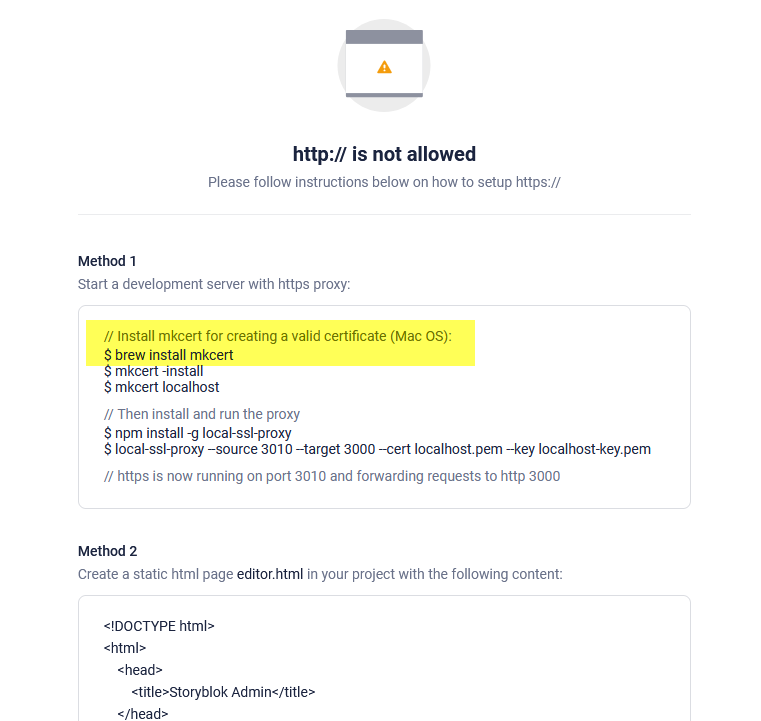 http:// is not allowed
Please follow instructions below on how to setup https://
Method 1
Start a development server with https proxy:
// Install mkcert for creating a valid certificate (Mac OS):
$ brew install mkcert
$ mkcert -install
$ mkcert localhost
// Then install and run the proxy
$ npm install -g local-ssl-proxy
$ local-ssl-proxy --source 3010 --target 3000 --cert localhost.pem --key localhost-key.pem
// https is now running on port 3010 and forwarding requests to http 3000
Method 2
Create a static html page editor.html in your project with the following content:
<!DOCTYPE html>
<html>
<head>
<title>Storyblok Admin</title>
</head>